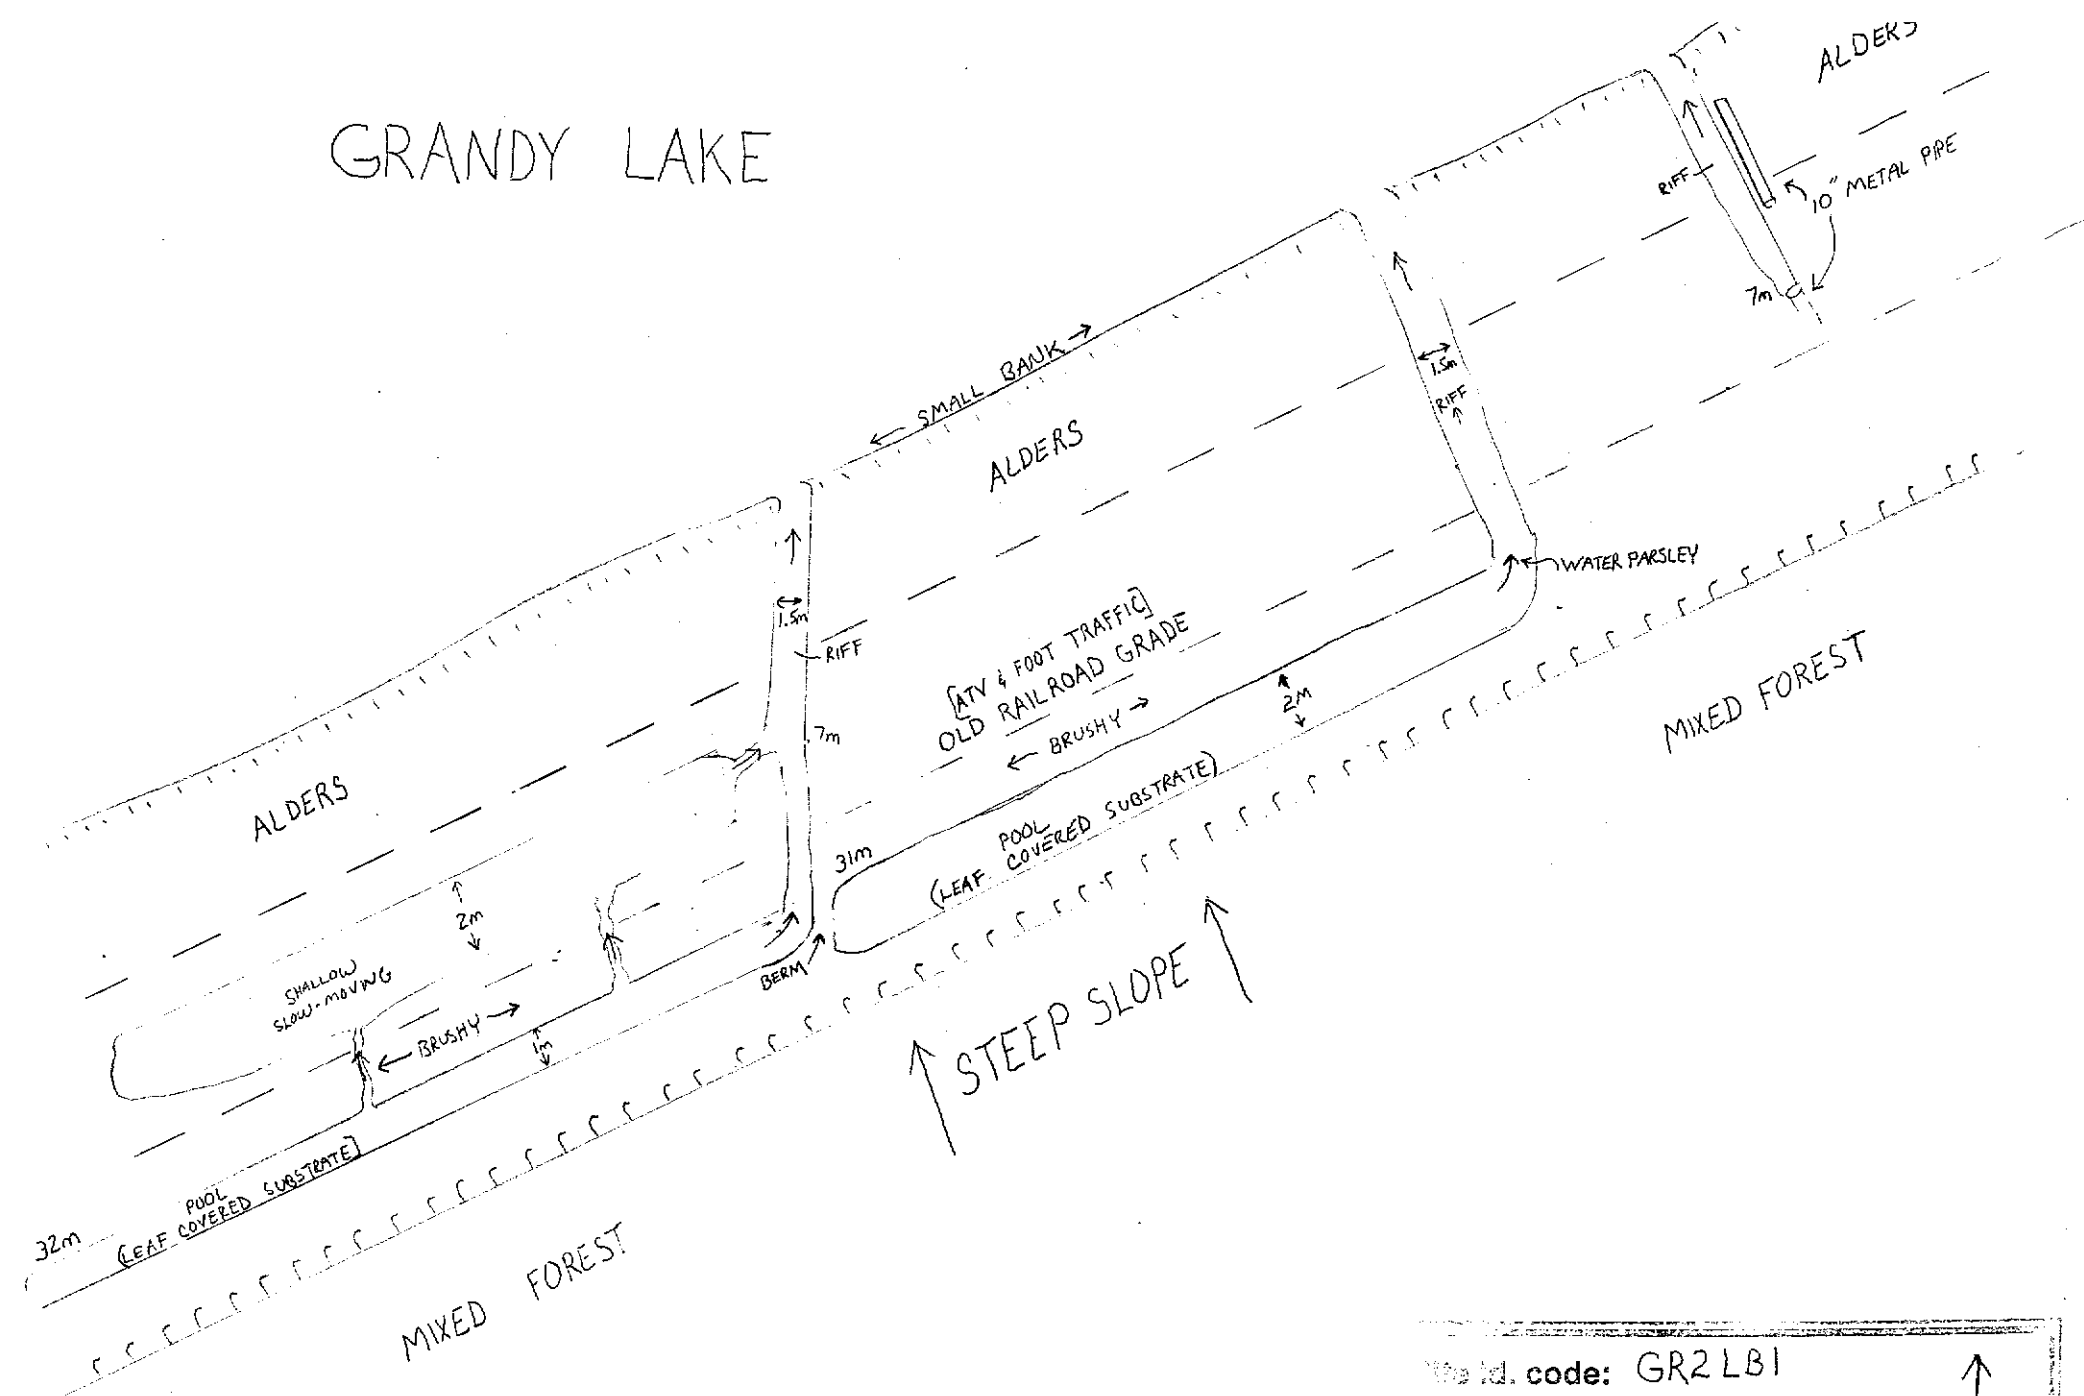 GRANDY LAKE
ALDERS
RIFF
10" METAL PIPE
7m
← SMALL BANK →
1.5m
RIFF
ALDERS
WATER PARSLEY
1.5m
RIFF
[ATV & FOOT TRAFFIC]
OLD RAILROAD GRADE
← BRUSHY →
2m
MIXED FOREST
7m
ALDERS
31m
POOL
(LEAF COVERED SUBSTRATE)
2m
SHALLOW
SLOW-MOVING
← BRUSHY →
1m
BERM
STEEP SLOPE
POOL
(LEAF COVERED SUBSTRATE]
32m
MIXED FOREST
id. code: GR2LB1